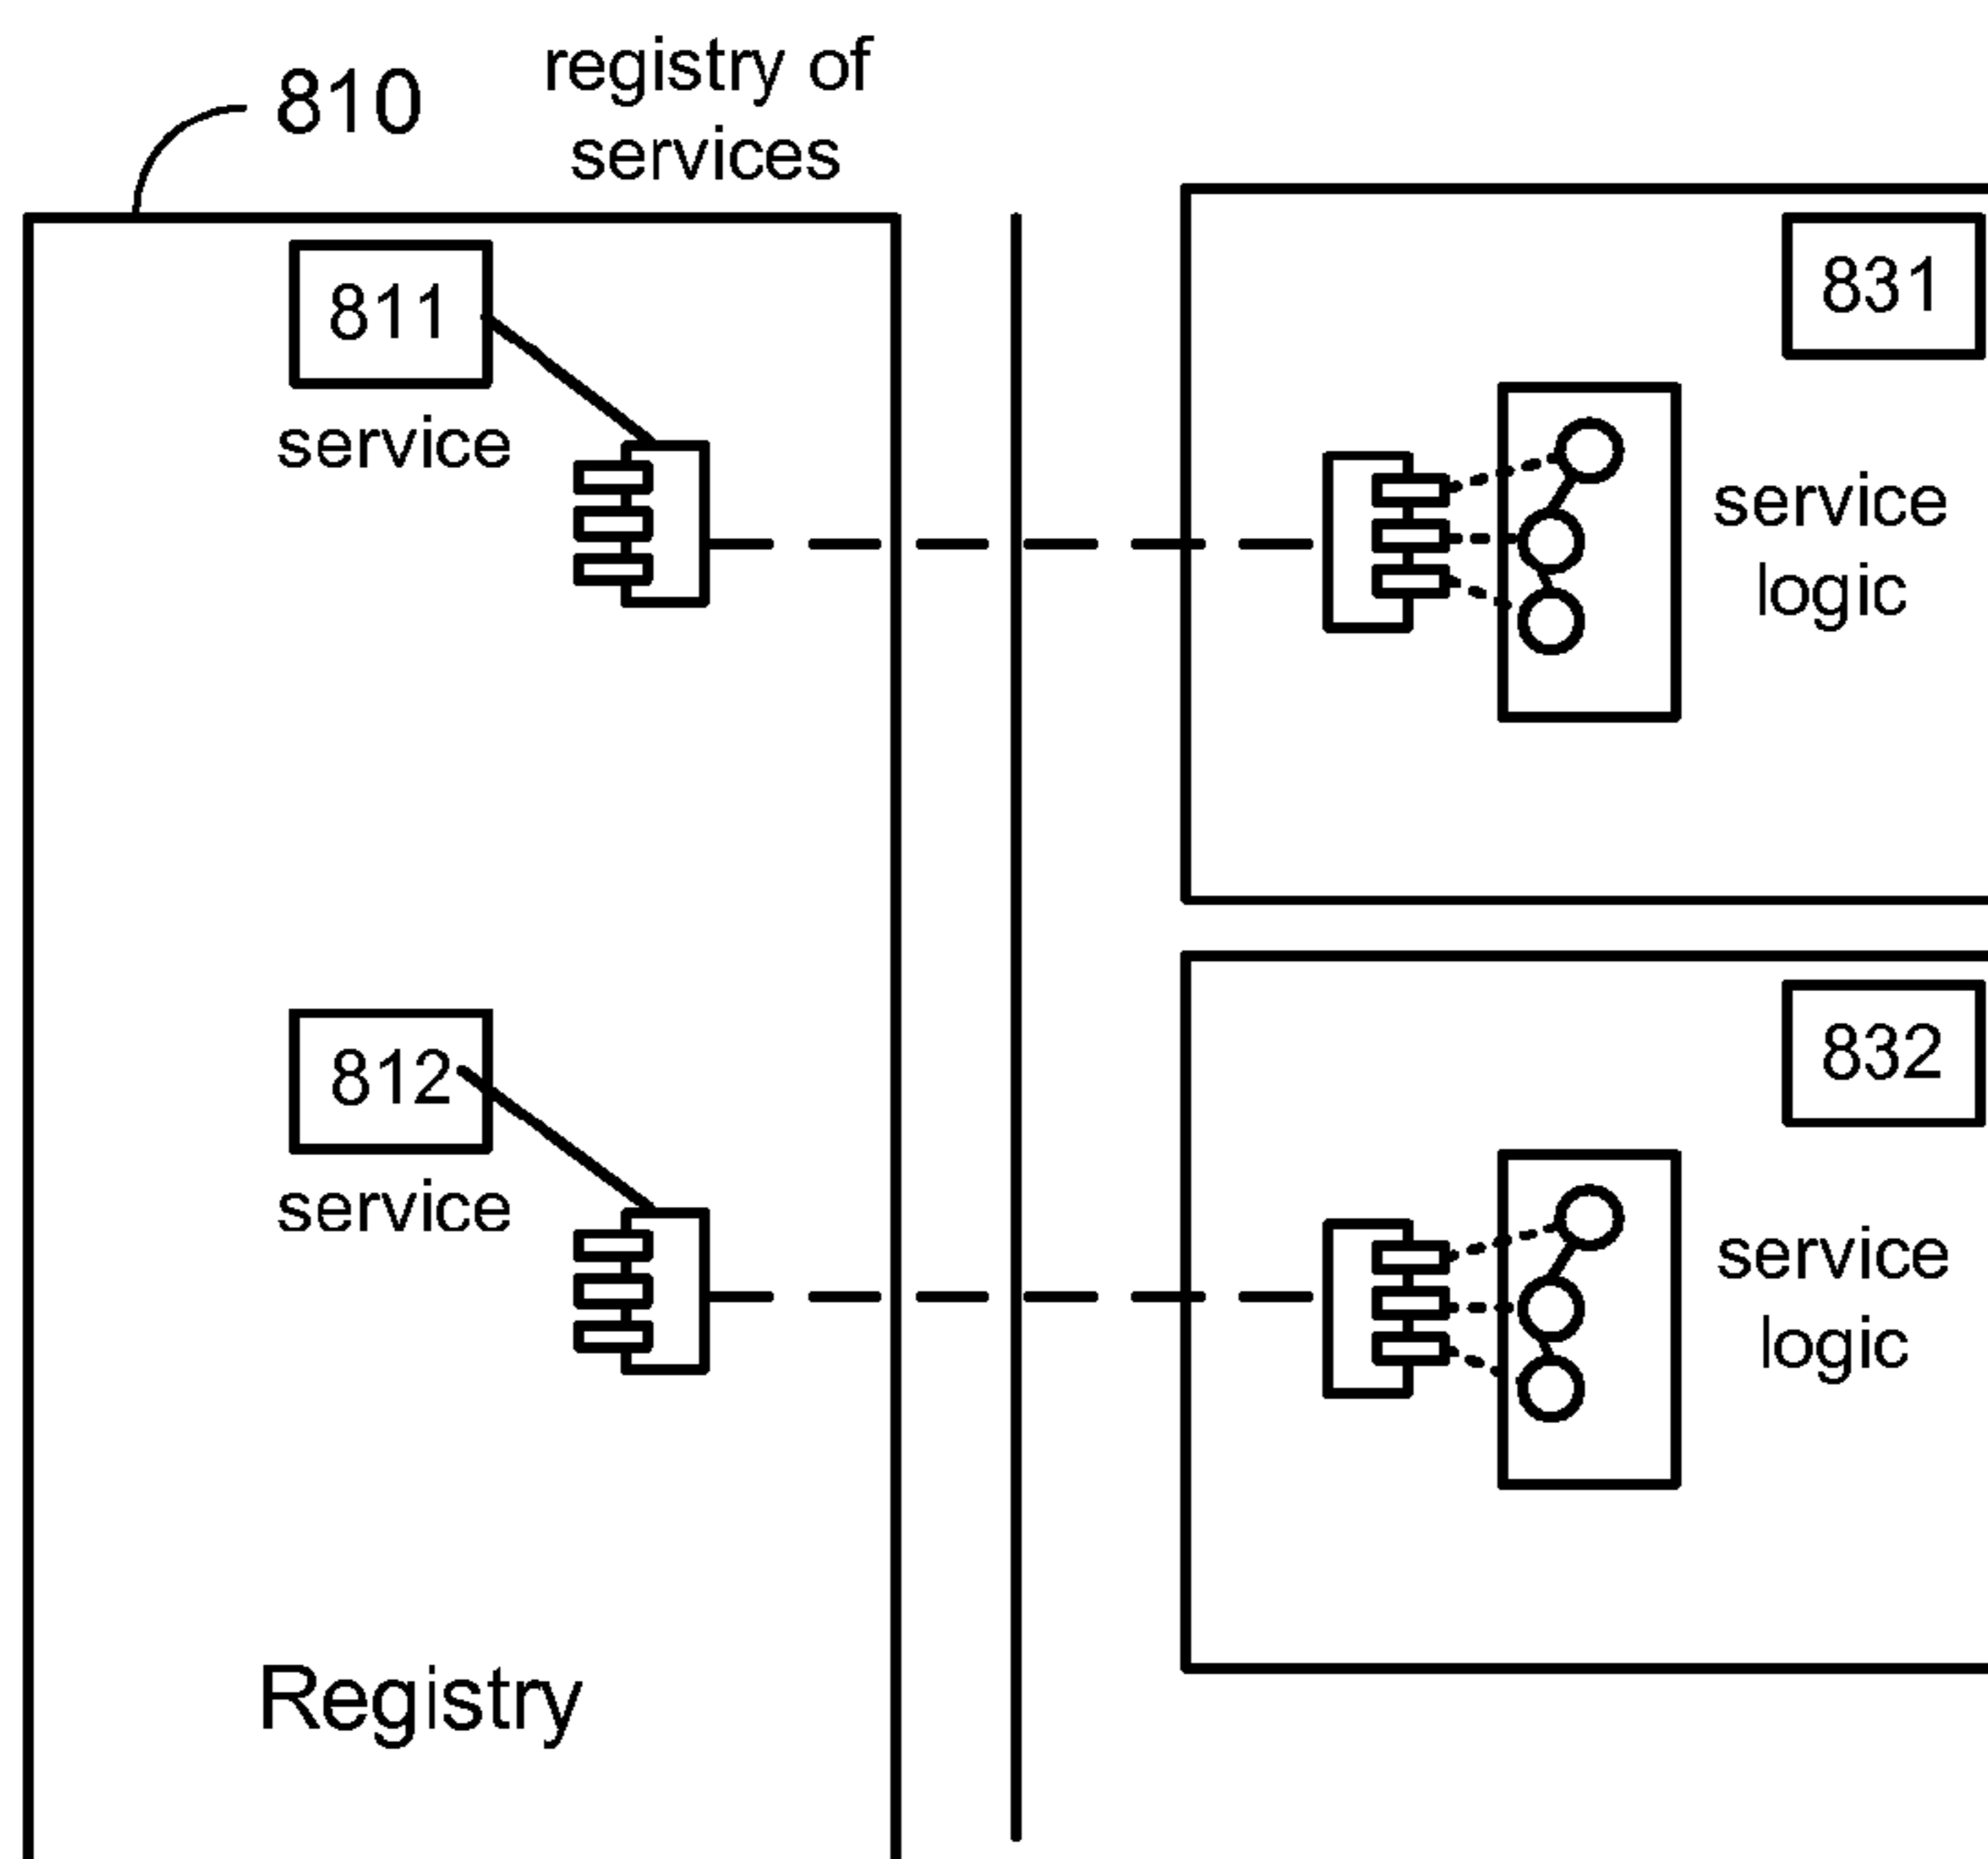 810
registry of
services
811
service
831
service
logic
812
service
832
service
logic
Registry